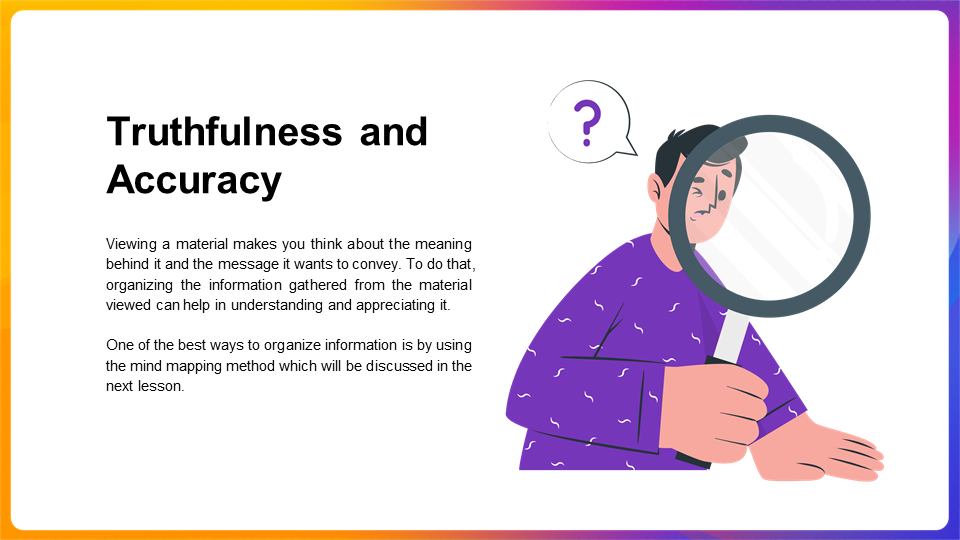 Truthfulness and
Accuracy
Viewing a material makes you think about the meaning
behind it and the message it wants to convey. To do that,
organizing the information gathered from the material
viewed can help in understanding and appreciating it.
One of the best ways to organize information is by using
the mind mapping method which will be discussed in the
next lesson.
?